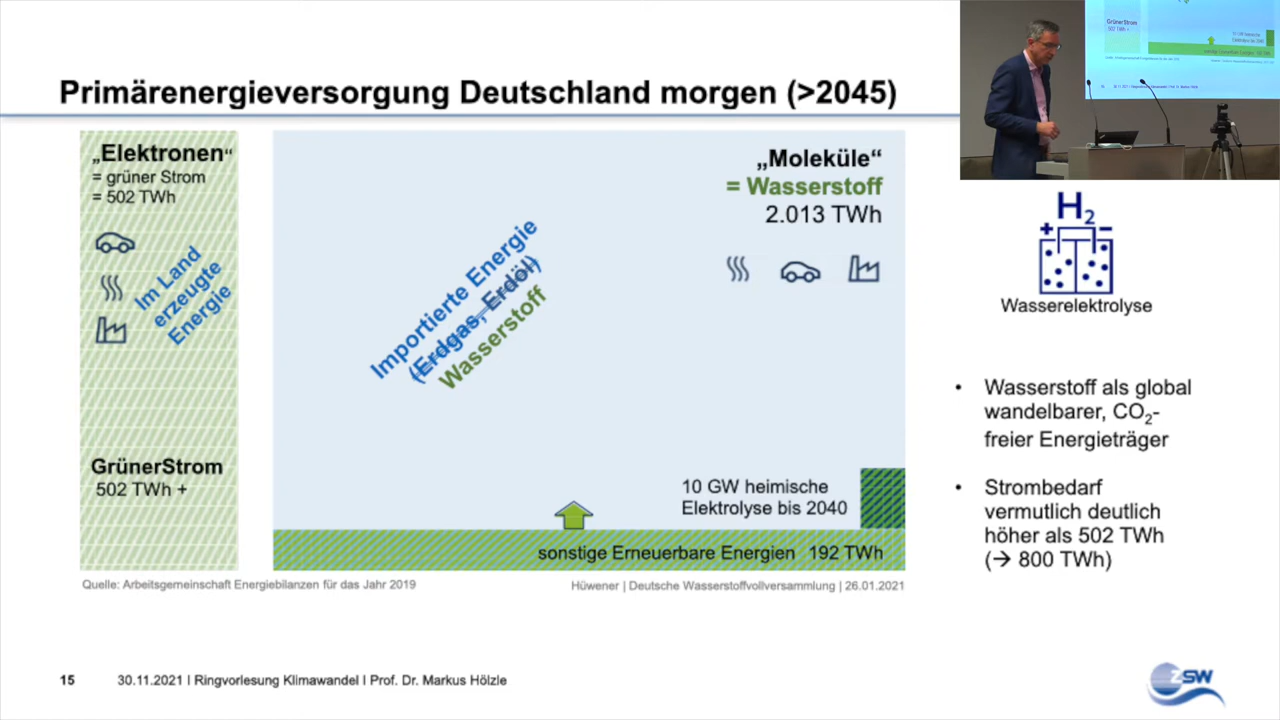 Primärenergieversorgung Deutschland morgen (>2045)
„Elektronen“
= grüner Strom
= 502 TWh
Im Land
erzeugte
Energie
GrünerStrom
502 TWh +
„Moleküle“
= Wasserstoff
2.013 TWh
Importierte Energie
(Erdgas, Erdöl)
Wasserstoff
10 GW heimische
Elektrolyse bis 2040
sonstige Erneuerbare Energien 192 TWh
Quelle: Arbeitsgemeinschaft Energiebilanzen für das Jahr 2019
Hüwener | Deutsche Wasserstoffvollversammlung | 26.01.2021
GrünerStrom
502 TWh +
H₂
+ −
Wasserelektrolyse
• Wasserstoff als global
wandelbarer, CO₂-
freier Energieträger
• Strombedarf
vermutlich deutlich
höher als 502 TWh
(→ 800 TWh)
15 30.11.2021 I Ringvorlesung Klimawandel I Prof. Dr. Markus Hölzle
ZSW